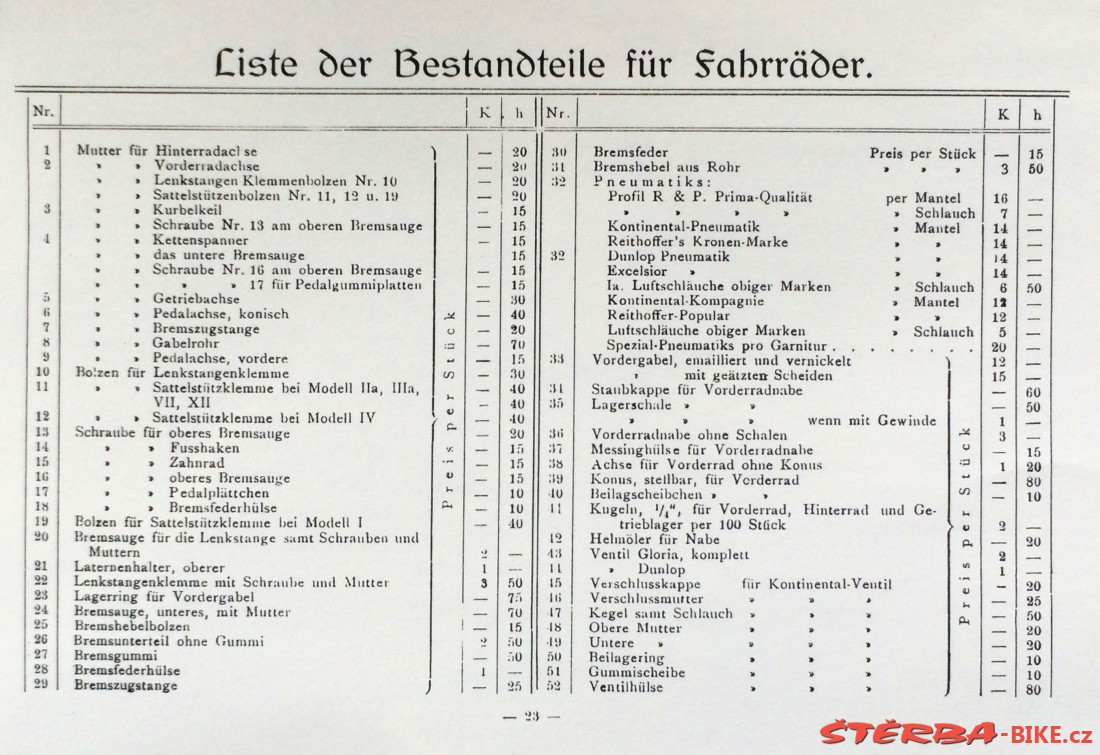 Liste der Bestandteile für Fahrräder.
Nr. K h
1 Mutter für Hinterradachse — 20
2 » » Vorderradachse — 20
» » Lenkstangen Klemmenbolzen Nr. 10 — 20
» » Sattelstützenbolzen Nr. 11, 12 u. 19 — 20
3 » » Kurbelkeil — 15
» » Schraube Nr. 13 am oberen Bremsauge — 15
4 » » Kettenspanner — 15
» » das untere Bremsauge — 15
» » Schraube Nr. 16 am oberen Bremsauge — 15
» » » 17 für Pedalgummiplatten — 15
5 » » Getriebachse — 30
6 » » Pedalachse, konisch — 40
7 » » Bremszugstange — 20
8 » » Gabelrohr — 70
9 » » Pedalachse, vordere — 15
10 Bolzen für Lenkstangenklemme — 30
11 » » Sattelstützklemme bei Modell IIa, IIIa, — 40
VII, XII — 40
12 » » Sattelstützklemme bei Modell IV — 40
13 Schraube für oberes Bremsauge — 20
14 » » Fusshaken — 15
15 » » Zahnrad — 15
16 » » oberes Bremsauge — 15
17 » » Pedalplättchen — 10
18 » » Bremsfederhülse — 10
19 Bolzen für Sattelstützklemme bei Modell I — 40
20 Bremsauge für die Lenkstange samt Schrauben und
Muttern 2 —
21 Laternenhalter, oberer 1 —
22 Lenkstangenklemme mit Schraube und Mutter 3 50
23 Lagerring für Vordergabel — 75
24 Bremsauge, unteres, mit Mutter — 70
25 Bremshebelbolzen — 15
26 Bremsunterteil ohne Gummi 2 50
27 Bremsgummi — 50
28 Bremsfederhülse 1 —
29 Bremszugstange — 25
Preis per Stück
Nr. K h
30 Bremsfeder Preis per Stück — 15
31 Bremshebel aus Rohr » » » 3 50
32 Pneumatiks:
Profil R & P. Prima-Qualität per Mantel 16 —
» » » » » Schlauch 7 —
Kontinental-Pneumatik » Mantel 14 —
Reithoffer's Kronen-Marke » » 14 —
32 Dunlop Pneumatik » » 14 —
Excelsior » » » 14 —
Ia. Luftschläuche obiger Marken » Schlauch 6 50
Kontinental-Kompagnie » Mantel 12 —
Reithoffer-Popular » » 12 —
Luftschläuche obiger Marken » Schlauch 5 —
Spezial-Pneumatiks pro Garnitur . . . . . . . . 20 —
33 Vordergabel, emailliert und vernickelt 12 —
» mit geätzten Scheiden 15 —
34 Staubkappe für Vorderradnabe — 60
35 Lagerschale » » — 50
» » » wenn mit Gewinde 1 —
36 Vorderradnabe ohne Schalen 3 —
37 Messinghülse für Vorderradnabe — 15
38 Achse für Vorderrad ohne Konus 1 20
39 Konus, stellbar, für Vorderrad — 80
40 Beilagscheibchen » » — 10
41 Kugeln, 1/4", für Vorderrad, Hinterrad und Ge-
trieblager per 100 Stück 2 —
42 Helmöler für Nabe — 20
43 Ventil Gloria, komplett 2 —
44 » Dunlop 1 —
45 Verschlusskappe für Kontinental-Ventil — 20
46 Verschlussmutter » » » — 25
47 Kegel samt Schlauch » » » — 50
48 Obere Mutter » » » — 20
49 Untere » » » » — 20
50 Beilagering » » » — 10
51 Gummischeibe » » » — 10
52 Ventilhülse » » » — 80
Preis per Stück
— 23 —
ŠTĚRBA-BIKE.cz